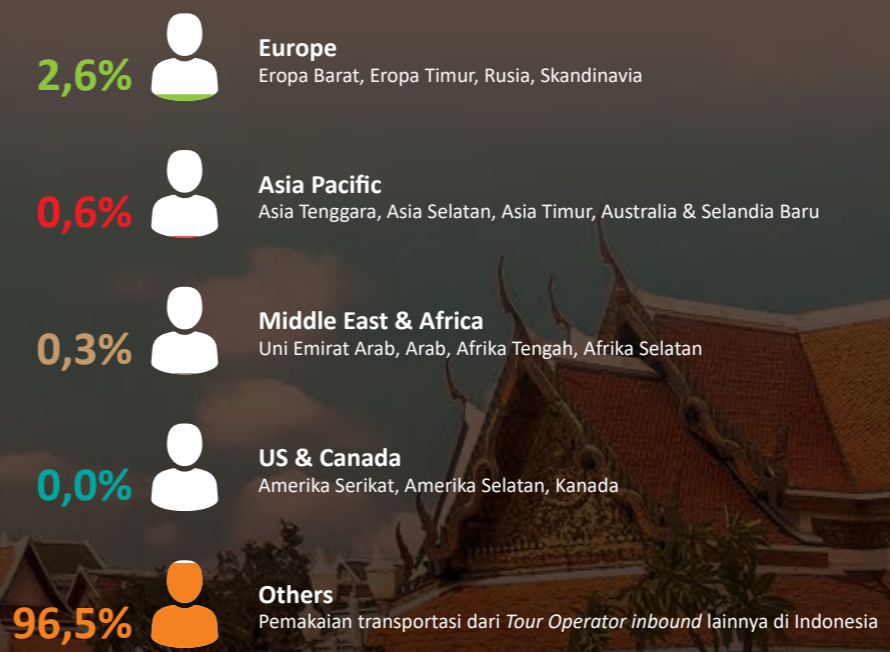 2,6%
Europe
Eropa Barat, Eropa Timur, Rusia, Skandinavia
0,6%
Asia Pacific
Asia Tenggara, Asia Selatan, Asia Timur, Australia & Selandia Baru
0,3%
Middle East & Africa
Uni Emirat Arab, Arab, Afrika Tengah, Afrika Selatan
0,0%
US & Canada
Amerika Serikat, Amerika Selatan, Kanada
96,5%
Others
Pemakaian transportasi dari Tour Operator inbound lainnya di Indonesia